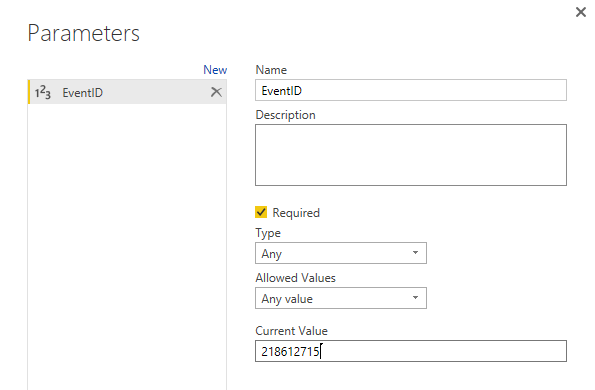 Parameters
New
1²3 EventID
Name
EventID
Description
Required
Type
Any
Allowed Values
Any value
Current Value
218612715